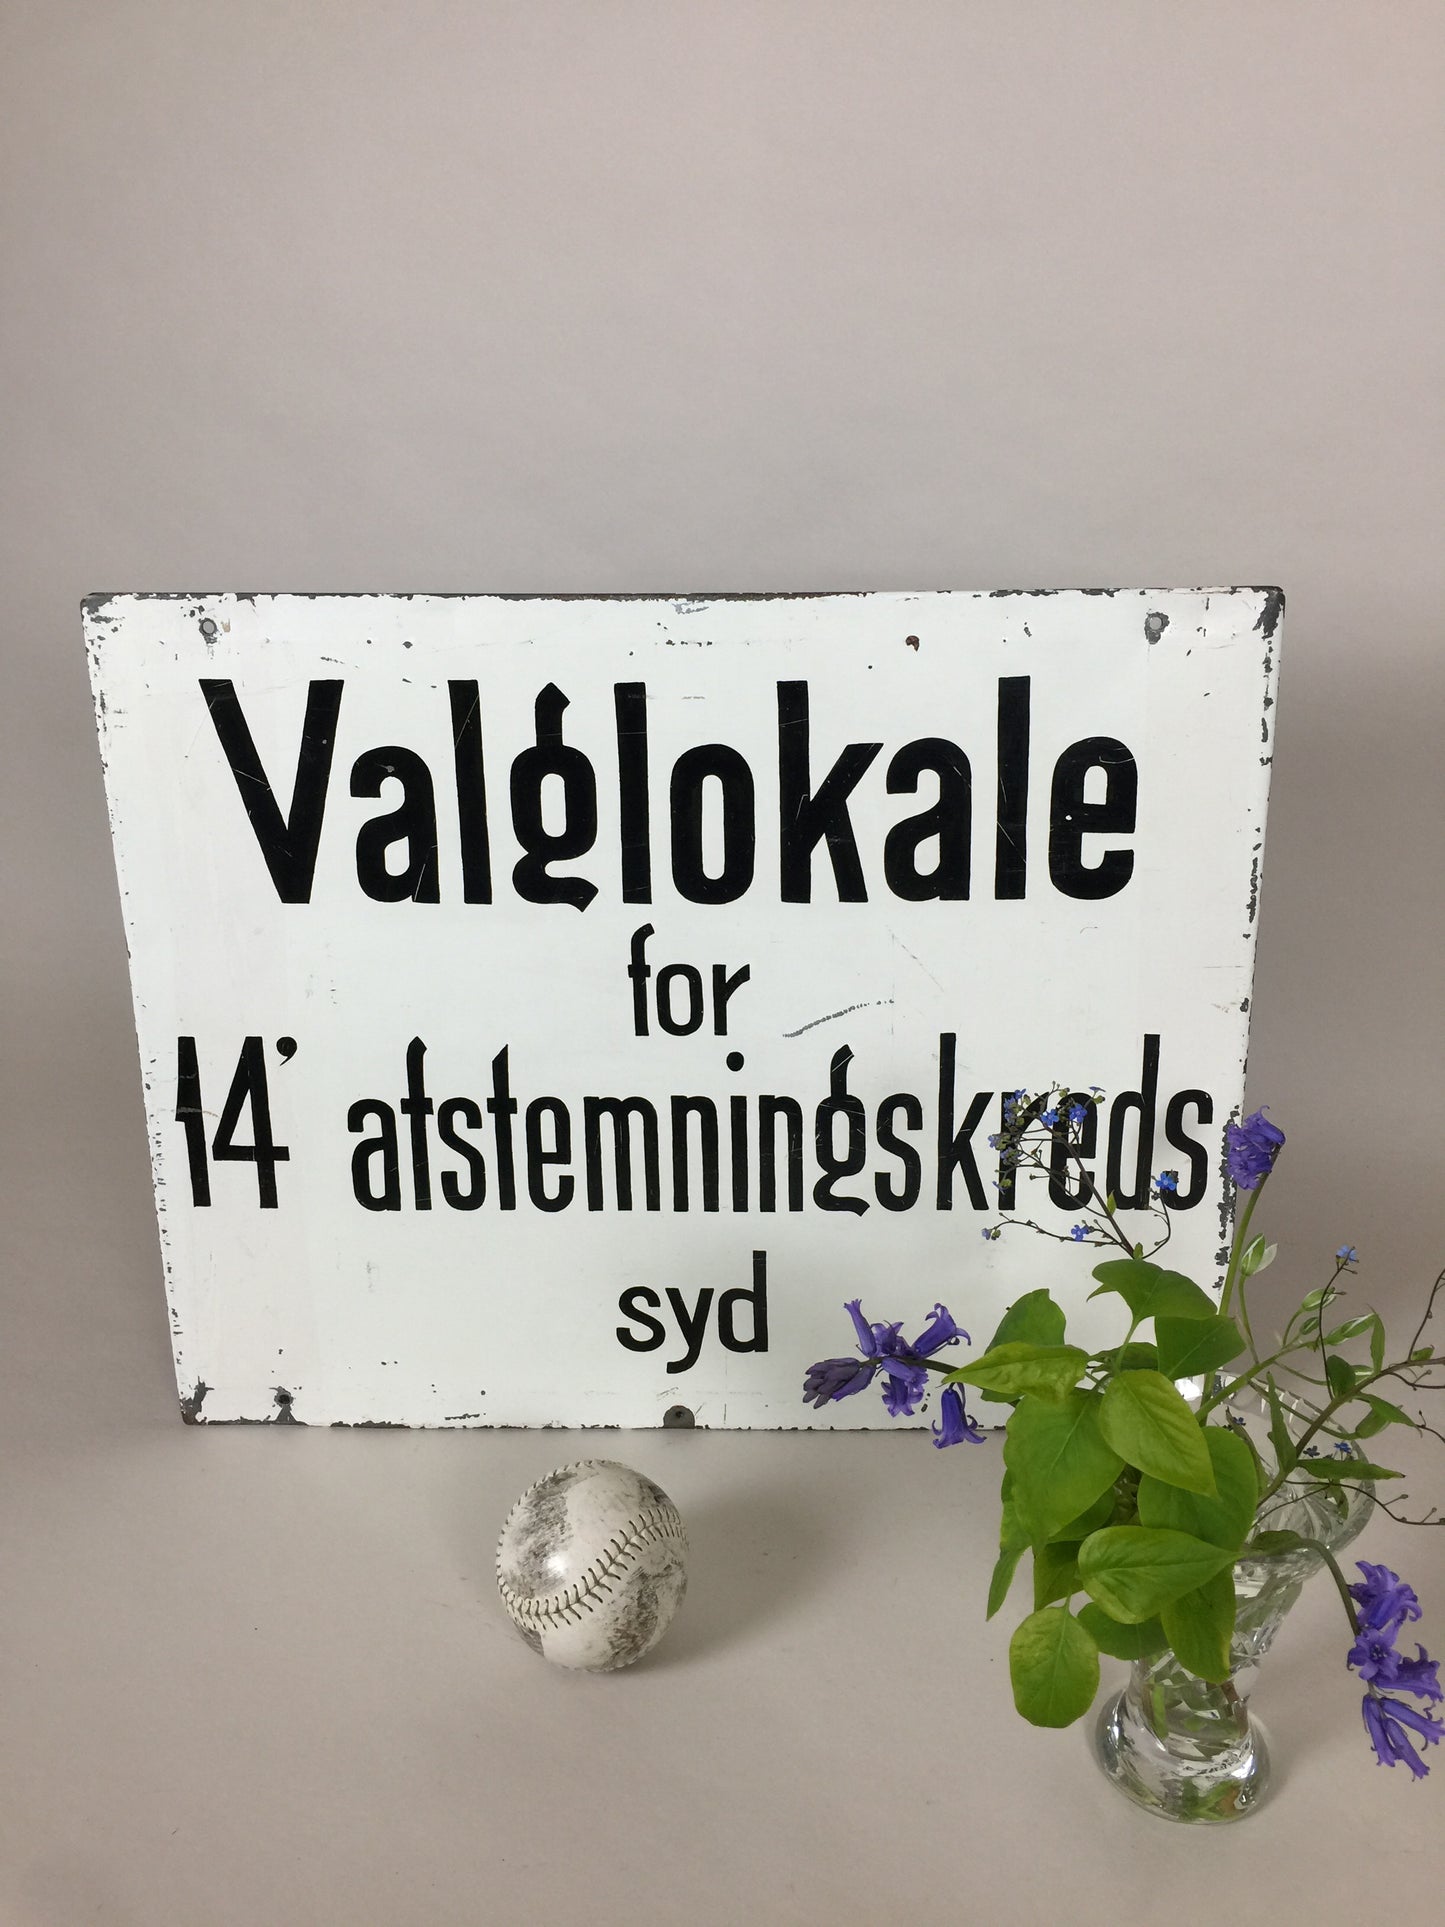 Valglokale
for
14' afstemningskreds
syd